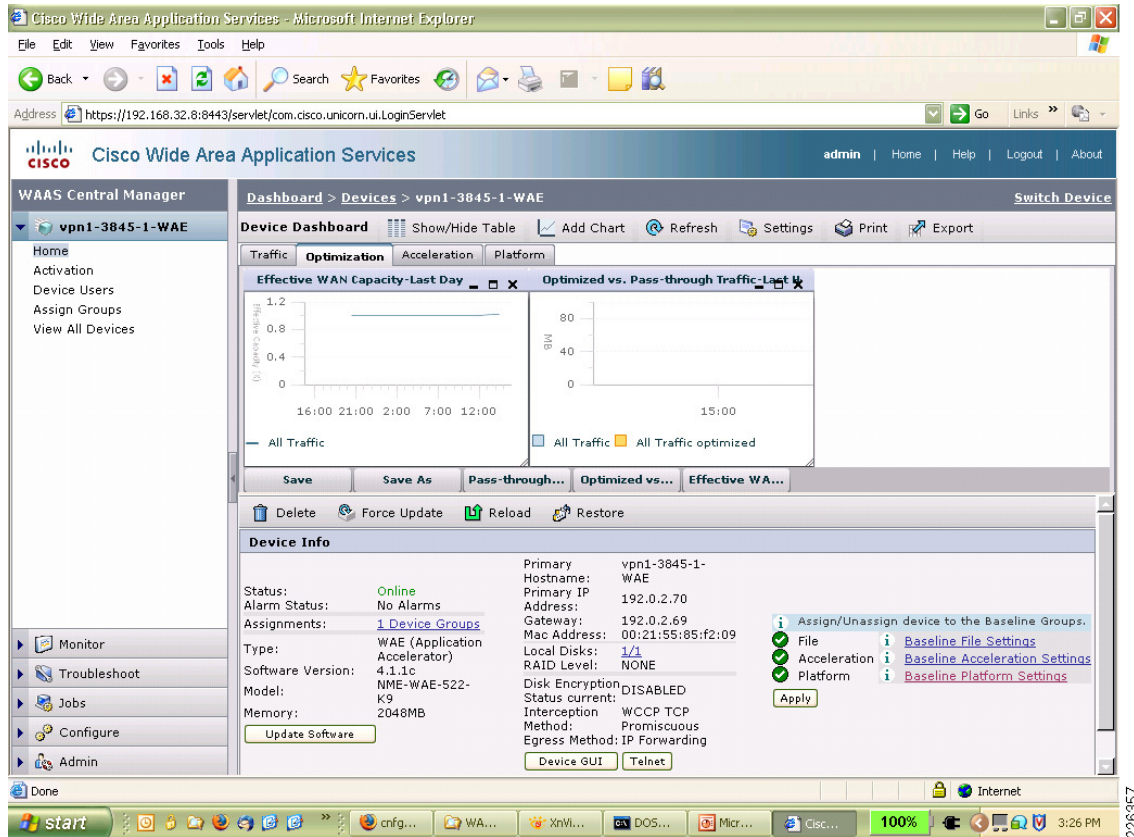 Cisco Wide Area Application Services - Microsoft Internet Explorer
File Edit View Favorites Tools Help
Back Search Favorites
Address https://192.168.32.8:8443/servlet/com.cisco.unicorn.ui.LoginServlet Go Links »
CISCO Cisco Wide Area Application Services admin | Home | Help | Logout | About
WAAS Central Manager
Dashboard > Devices > vpn1-3845-1-WAE Switch Device
vpn1-3845-1-WAE
Home
Activation
Device Users
Assign Groups
View All Devices
Device Dashboard Show/Hide Table Add Chart Refresh Settings Print Export
Traffic Optimization Acceleration Platform
Effective WAN Capacity-Last Day
Effective Capacity (X)
1.2
0.8
0.4
0
16:00 21:00 2:00 7:00 12:00
All Traffic
Optimized vs. Pass-through Traffic-Last
MB
80
40
0
15:00
All Traffic All Traffic optimized
Save Save As Pass-through... Optimized vs... Effective WA...
Delete Force Update Reload Restore
Device Info
Status: Online
Alarm Status: No Alarms
Assignments: 1 Device Groups
Type: WAE (Application
Accelerator)
Software Version: 4.1.1c
Model: NME-WAE-522-
K9
Memory: 2048MB
Update Software
Primary vpn1-3845-1-
Hostname: WAE
Primary IP
Address: 192.0.2.70
Gateway: 192.0.2.69
Mac Address: 00:21:55:85:f2:09
Local Disks: 1/1
RAID Level: NONE
Disk Encryption
Status current: DISABLED
Interception WCCP TCP
Method: Promiscuous
Egress Method: IP Forwarding
Device GUI Telnet
Assign/Unassign device to the Baseline Groups.
File Baseline File Settings
Acceleration Baseline Acceleration Settings
Platform Baseline Platform Settings
Apply
Monitor
Troubleshoot
Jobs
Configure
Admin
Done Internet
start » cnfg... WA... XnVi... DOS... Micr... Cisc... 100% 3:26 PM